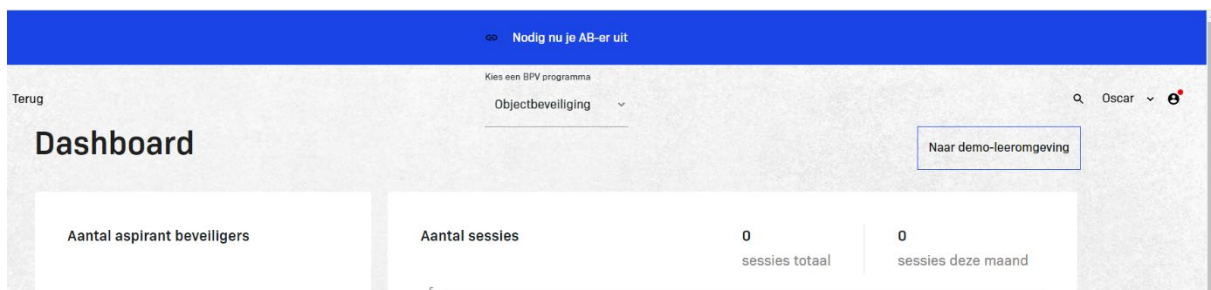 Nodig nu je AB-er uit
Kies een BPV programma
Terug
Objectbeveiliging
Oscar
Dashboard
Naar demo-leeromgeving
Aantal aspirant beveiligers
Aantal sessies
0
sessies totaal
0
sessies deze maand